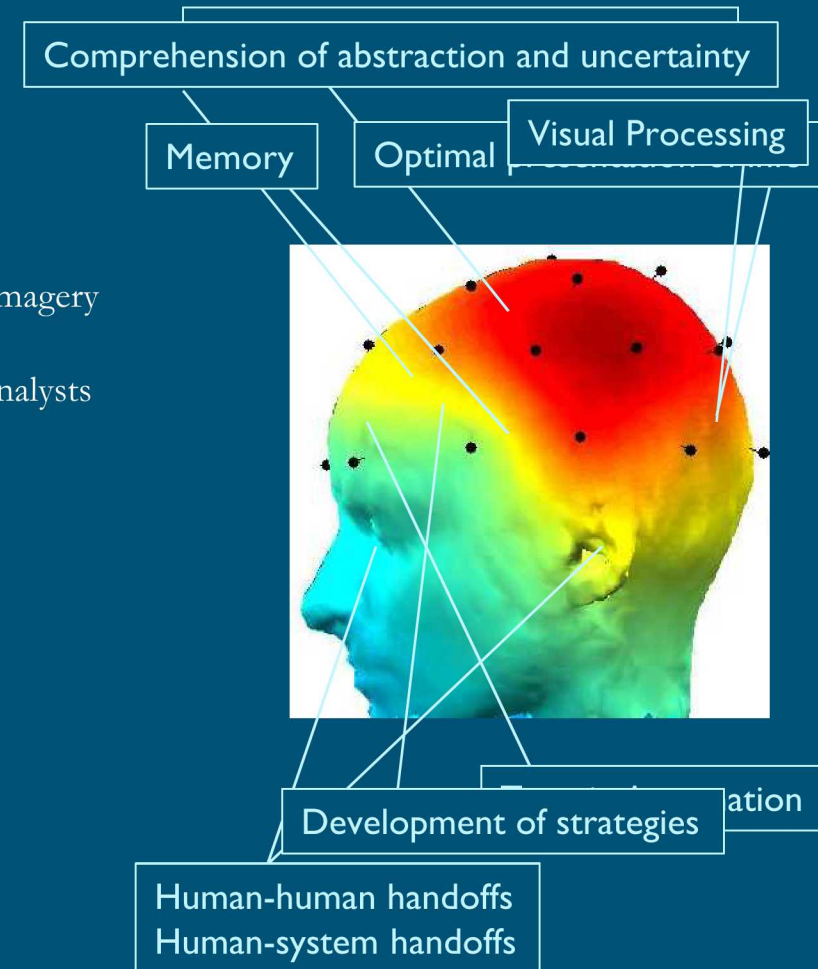 Comprehension of abstraction and uncertainty
Visual Processing
Memory
Optimal
magery
nalysts
ation
Development of strategies
Human-human handoffs
Human-system handoffs